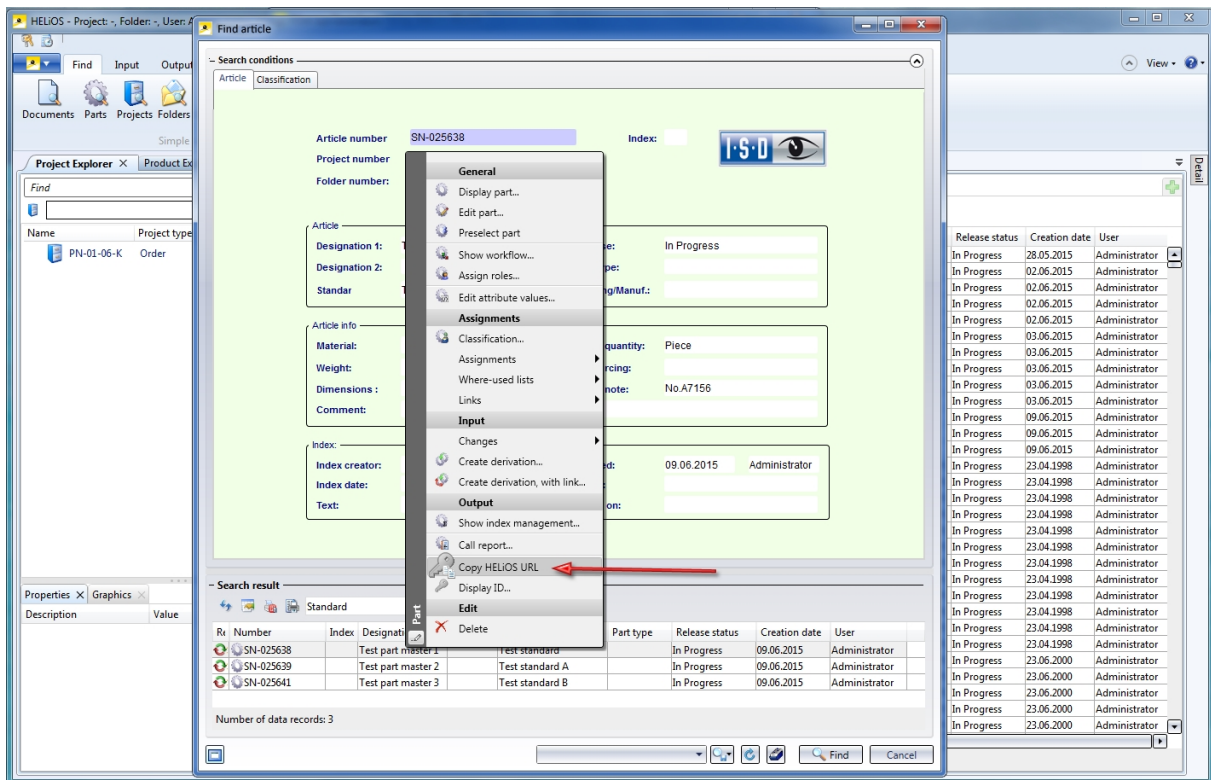 HELiOS - Project: -, Folder: -, User: A
Find article
Find Input Output
View
Documents Parts Projects Folders
Simple
Project Explorer Product Ex
Find
Name Project type
PN-01-06-K Order
Properties Graphics
Description Value
Search conditions
Article Classification
Article number SN-025638 Index:
I·S·D
Project number
Folder number:
Article
Designation 1: T se: In Progress
Designation 2: pe:
Standar T ng/Manuf.:
Article info
Material: quantity: Piece
Weight: rcing:
Dimensions : note: No.A7156
Comment:
Index:
Index creator: ed: 09.06.2015 Administrator
Index date: :
Text: on:
General
Display part...
Edit part...
Preselect part
Show workflow...
Assign roles...
Edit attribute values...
Assignments
Classification...
Assignments
Where-used lists
Links
Input
Changes
Create derivation...
Create derivation, with link...
Output
Show index management...
Call report...
Copy HELiOS URL
Display ID...
Edit
Delete
Part
Search result
Standard
Re Number Index Designati Part type Release status Creation date User
SN-025638 Test part master 1 Test standard In Progress 09.06.2015 Administrator
SN-025639 Test part master 2 Test standard A In Progress 09.06.2015 Administrator
SN-025641 Test part master 3 Test standard B In Progress 09.06.2015 Administrator
Number of data records: 3
Find Cancel
Detail
Release status Creation date User
In Progress 28.05.2015 Administrator
In Progress 02.06.2015 Administrator
In Progress 02.06.2015 Administrator
In Progress 02.06.2015 Administrator
In Progress 02.06.2015 Administrator
In Progress 03.06.2015 Administrator
In Progress 03.06.2015 Administrator
In Progress 03.06.2015 Administrator
In Progress 03.06.2015 Administrator
In Progress 03.06.2015 Administrator
In Progress 09.06.2015 Administrator
In Progress 09.06.2015 Administrator
In Progress 09.06.2015 Administrator
In Progress 23.04.1998 Administrator
In Progress 23.04.1998 Administrator
In Progress 23.04.1998 Administrator
In Progress 23.04.1998 Administrator
In Progress 23.04.1998 Administrator
In Progress 23.04.1998 Administrator
In Progress 23.04.1998 Administrator
In Progress 23.04.1998 Administrator
In Progress 23.04.1998 Administrator
In Progress 23.04.1998 Administrator
In Progress 23.04.1998 Administrator
In Progress 23.04.1998 Administrator
In Progress 23.06.2000 Administrator
In Progress 23.06.2000 Administrator
In Progress 23.06.2000 Administrator
In Progress 23.06.2000 Administrator
In Progress 23.06.2000 Administrator